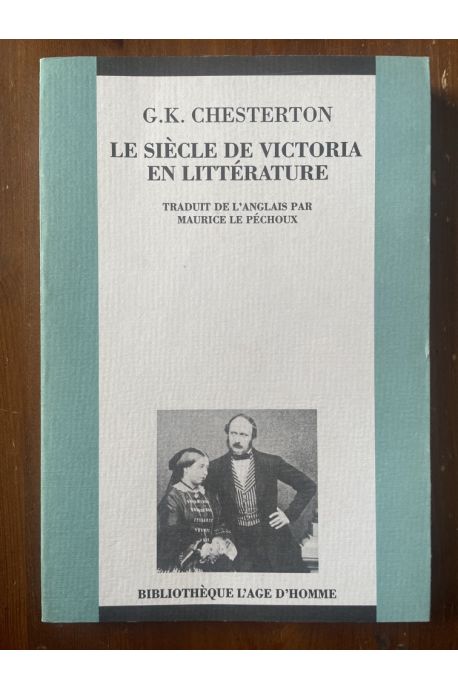 G.K. CHESTERTON
LE SIÈCLE DE VICTORIA
EN LITTÉRATURE
TRADUIT DE L'ANGLAIS PAR
MAURICE LE PÉCHOUX
BIBLIOTHÈQUE L'AGE D'HOMME